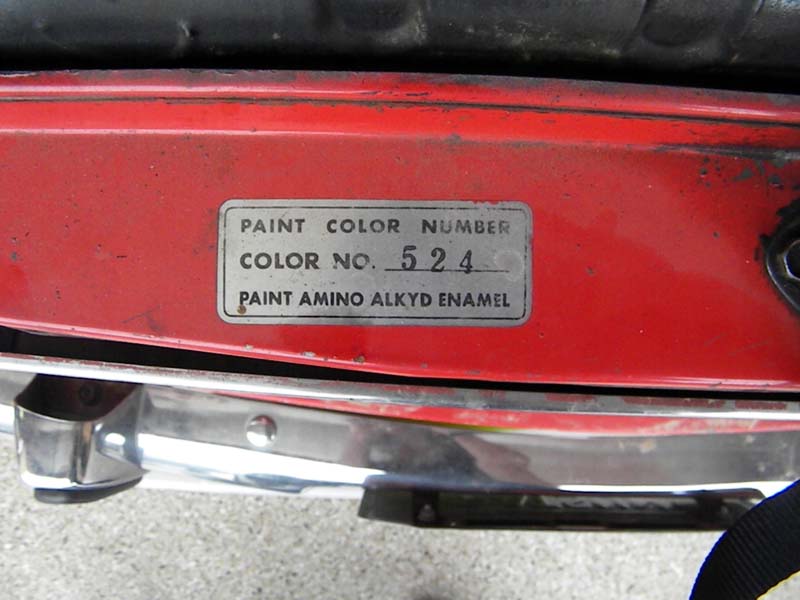 PAINT COLOR NUMBER
COLOR NO. 524
PAINT AMINO ALKYD ENAMEL